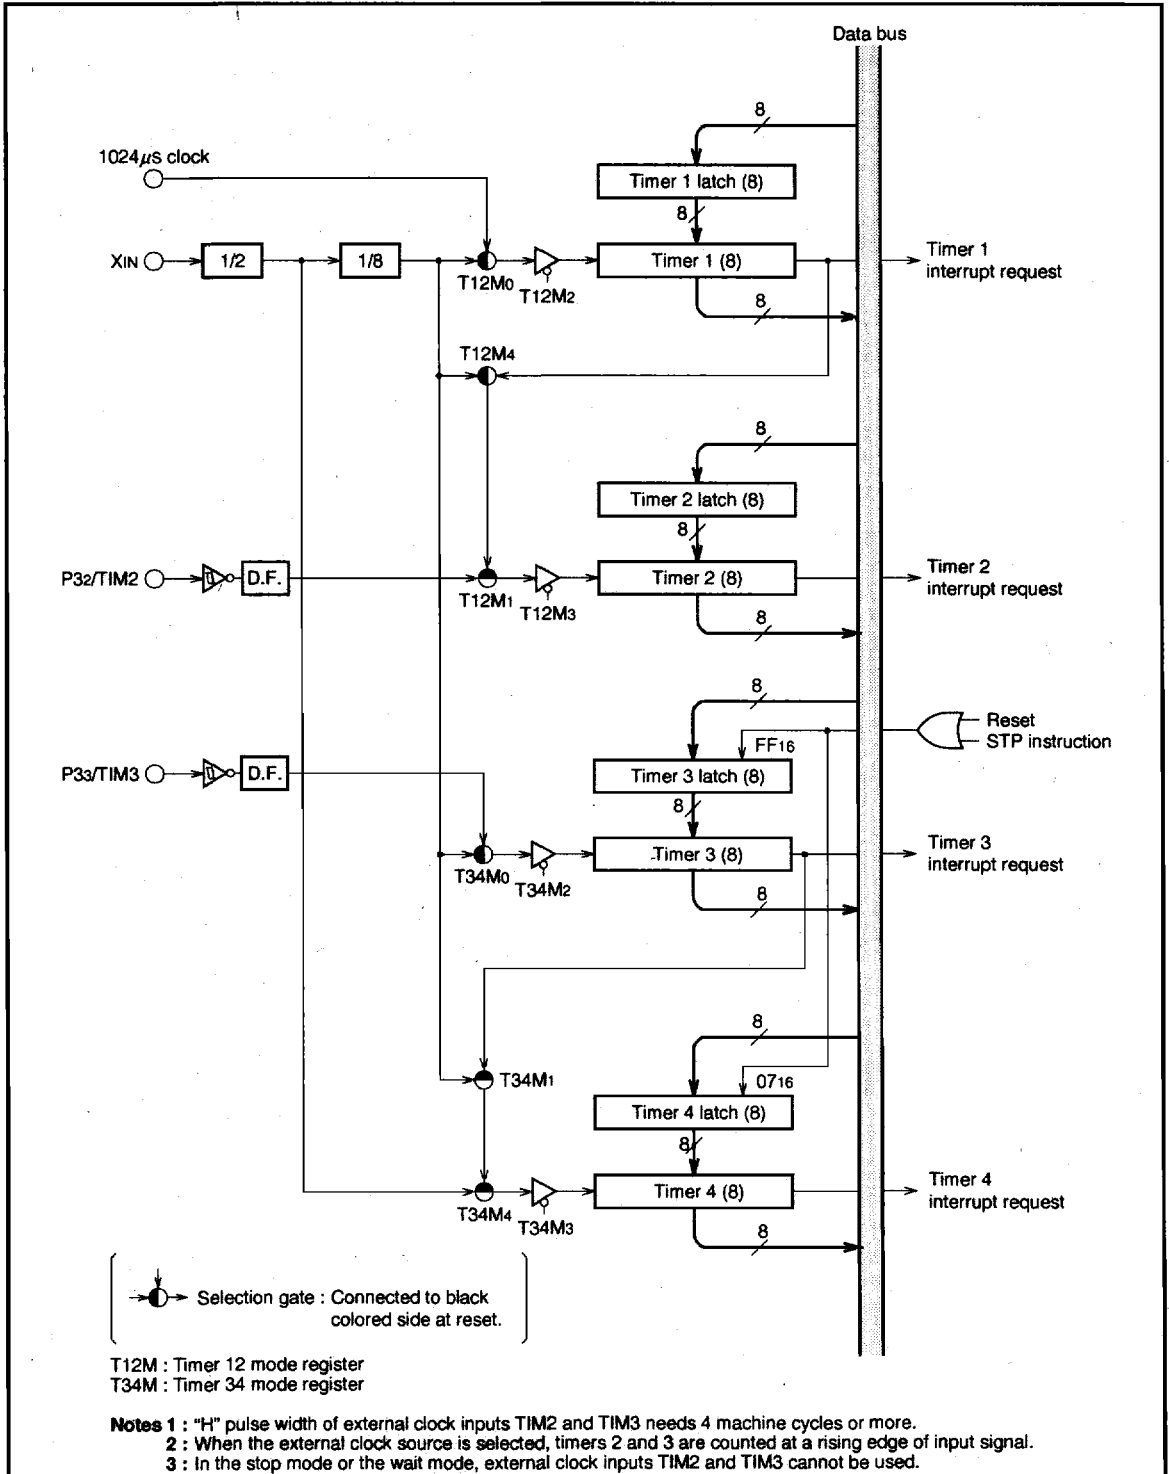 Data bus
8
1024μs clock
Timer 1 latch (8)
8
XIN
1/2
1/8
T12M0
T12M2
Timer 1 (8)
Timer 1
interrupt request
8
T12M4
8
Timer 2 latch (8)
8
P32/TIM2
D.F.
T12M1
T12M3
Timer 2 (8)
Timer 2
interrupt request
8
8
Reset
STP instruction
FF16
P33/TIM3
D.F.
Timer 3 latch (8)
8
T34M0
T34M2
Timer 3 (8)
Timer 3
interrupt request
8
8
T34M1
0716
Timer 4 latch (8)
8
T34M4
T34M3
Timer 4 (8)
Timer 4
interrupt request
8
Selection gate : Connected to black
colored side at reset.
T12M : Timer 12 mode register
T34M : Timer 34 mode register
Notes 1 : "H" pulse width of external clock inputs TIM2 and TIM3 needs 4 machine cycles or more.
2 : When the external clock source is selected, timers 2 and 3 are counted at a rising edge of input signal.
3 : In the stop mode or the wait mode, external clock inputs TIM2 and TIM3 cannot be used.